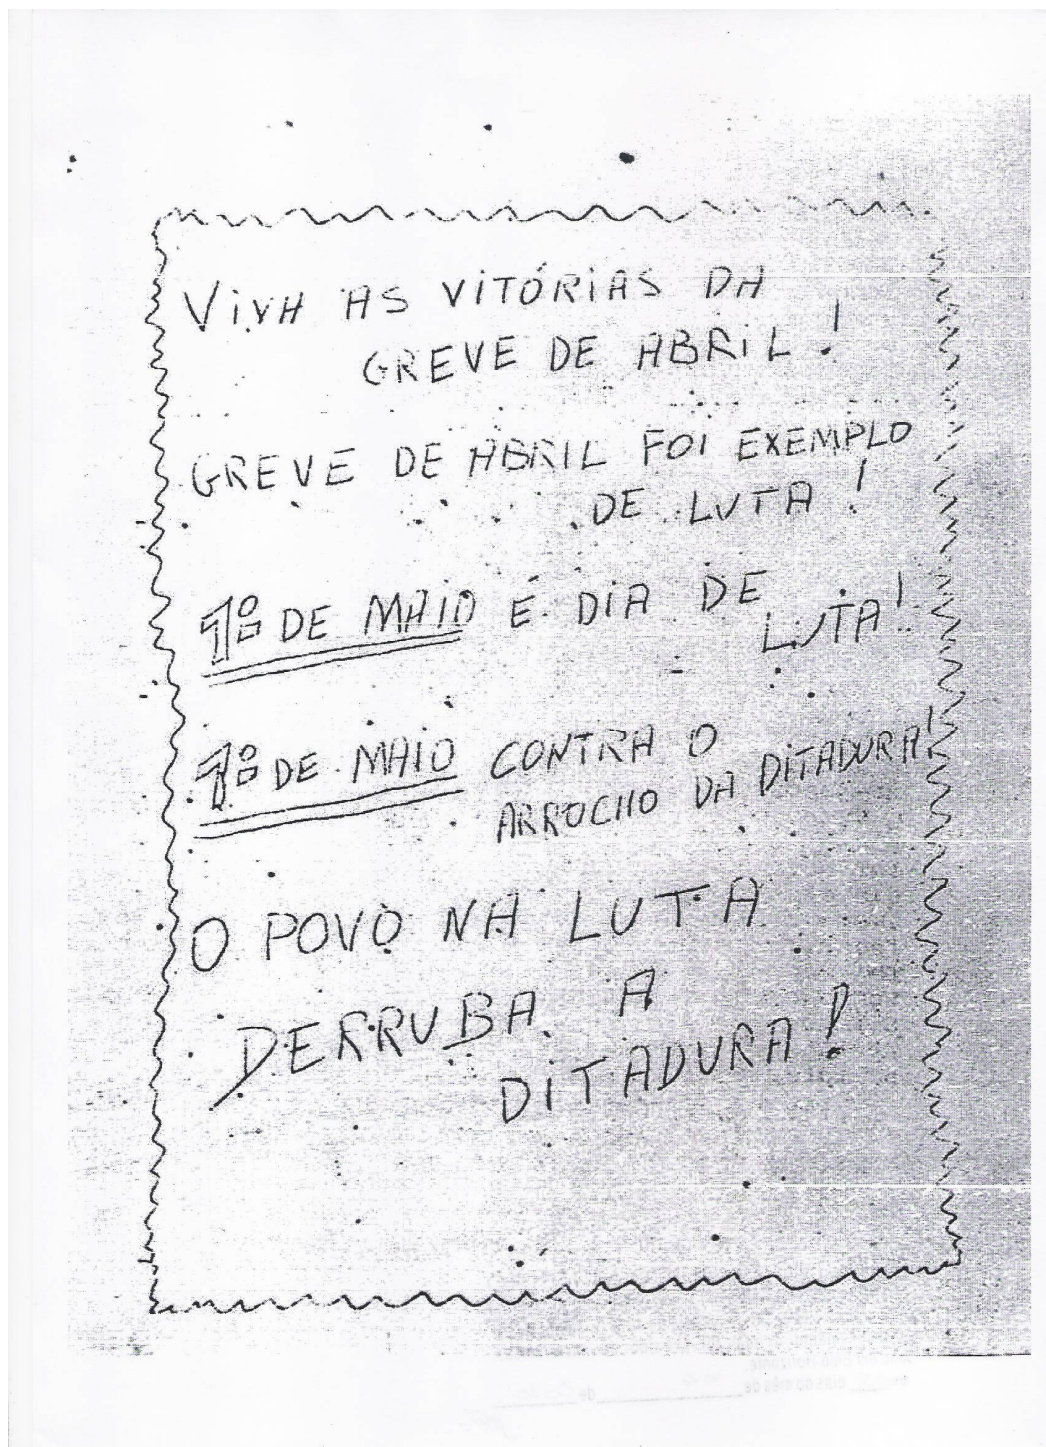 VIVA AS VITÓRIAS DA
GREVE DE ABRIL!
GREVE DE ABRIL FOI EXEMPLO
DE LUTA!
1º DE MAIO É DIA DE
LUTA!
1º DE MAIO CONTRA O
ARROCHO DA DITADURA!
O POVO NA LUTA
DERRUBA A
DITADURA!